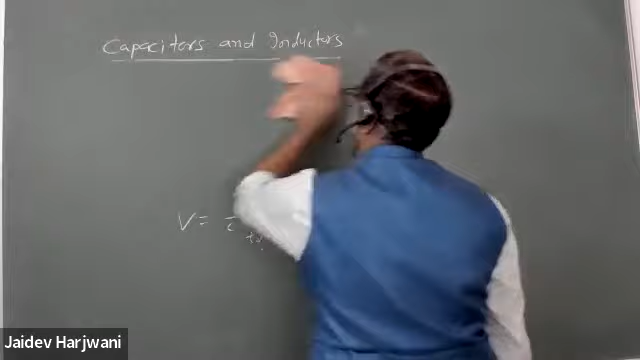 Capacitors and Inductors
V =
Jaidev Harjwani